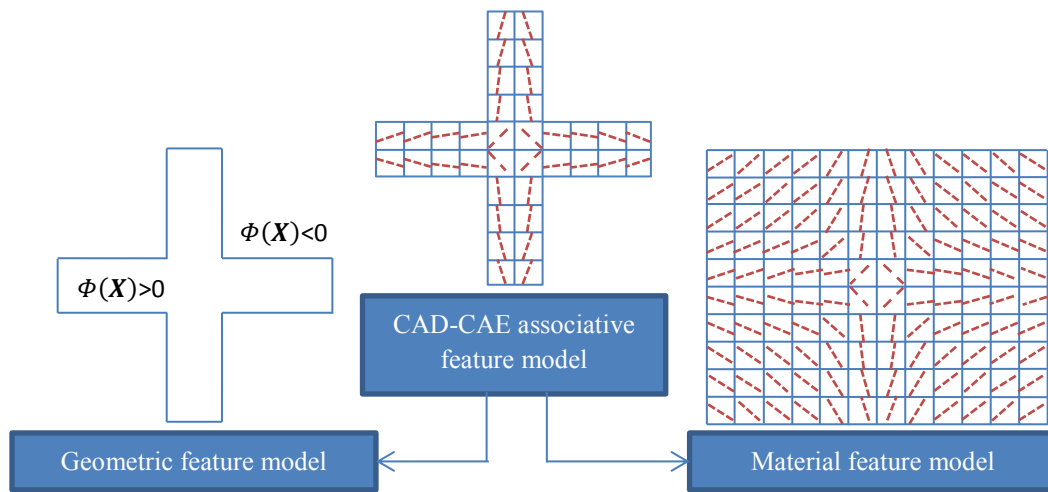 Φ(X)<0
Φ(X)>0
CAD-CAE associative
feature model
Geometric feature model
Material feature model